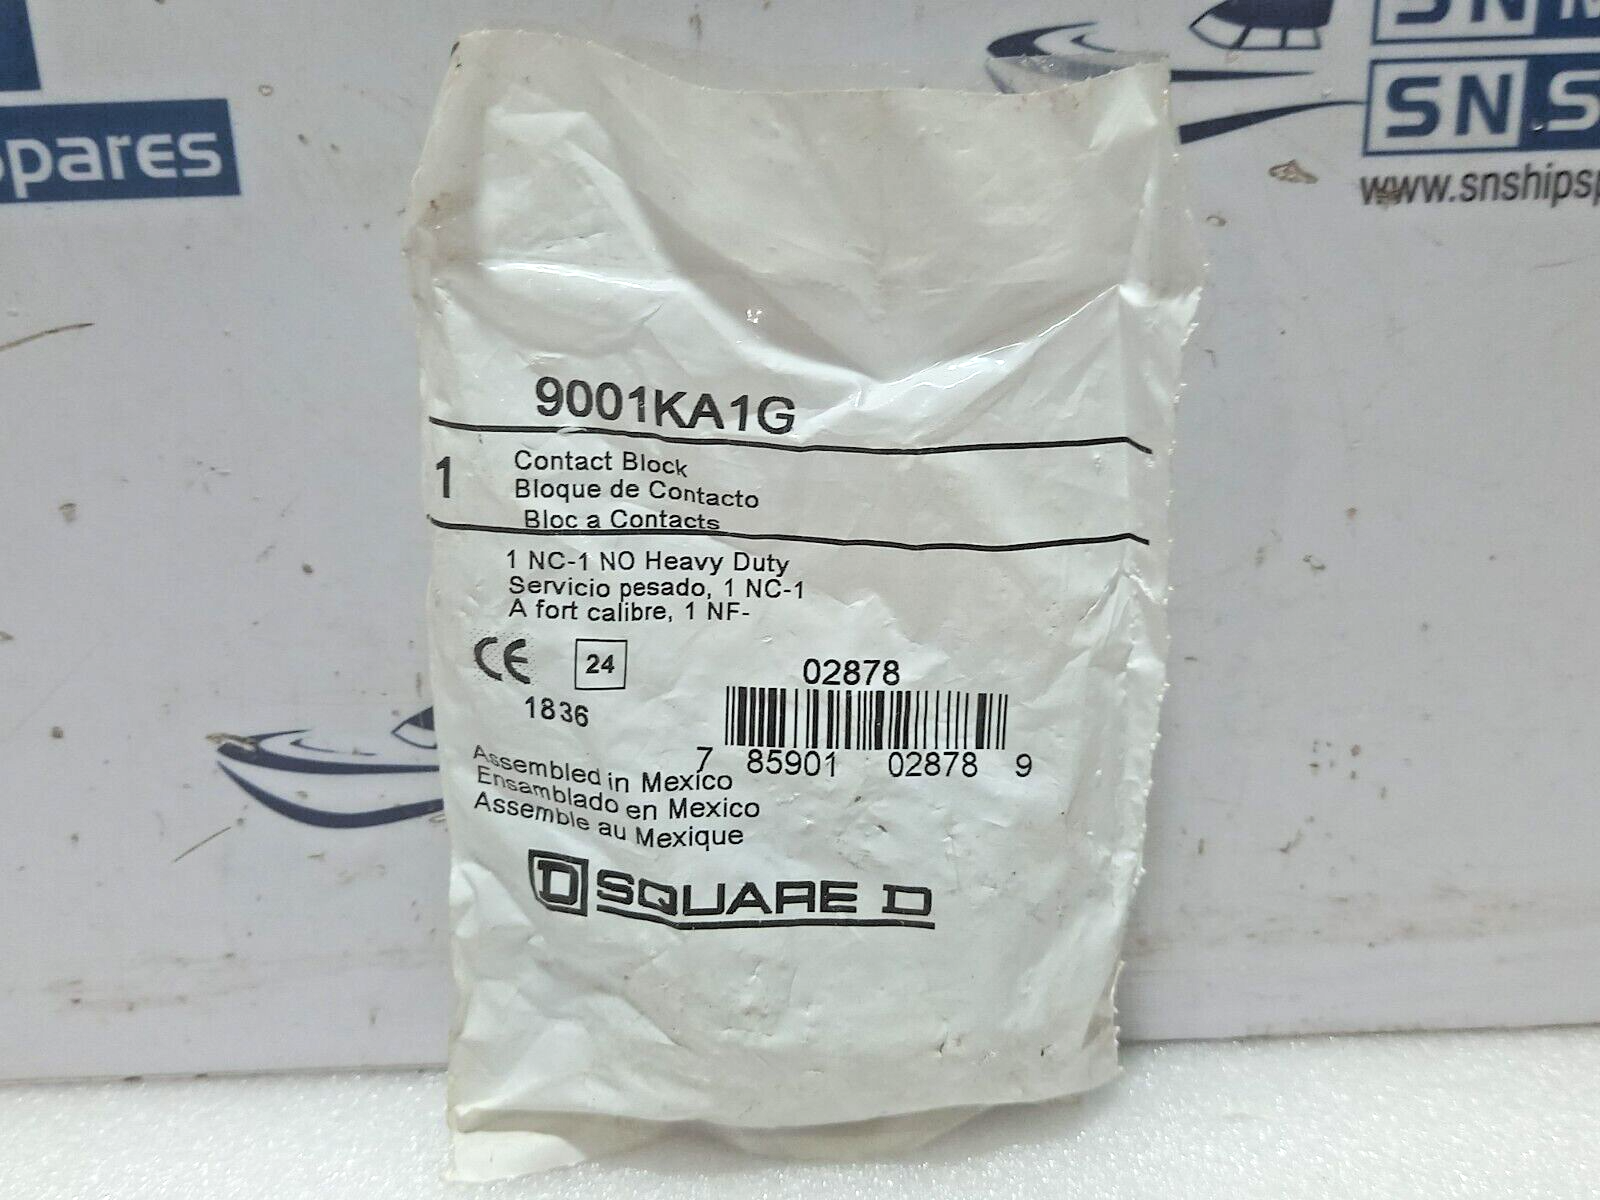 pares
SN
SN S
www.snships
9001KA1G
1
Contact Block
Bloque de Contacto
Bloc a Contacts
1 NC-1 NO Heavy Duty
Servicio pesado, 1 NC-1
A fort calibre, 1 NF-
CE 24
1836
02878
7 85901 02878 9
Assembled in Mexico
Ensamblado en Mexico
Assemble au Mexique
D SQUARE D